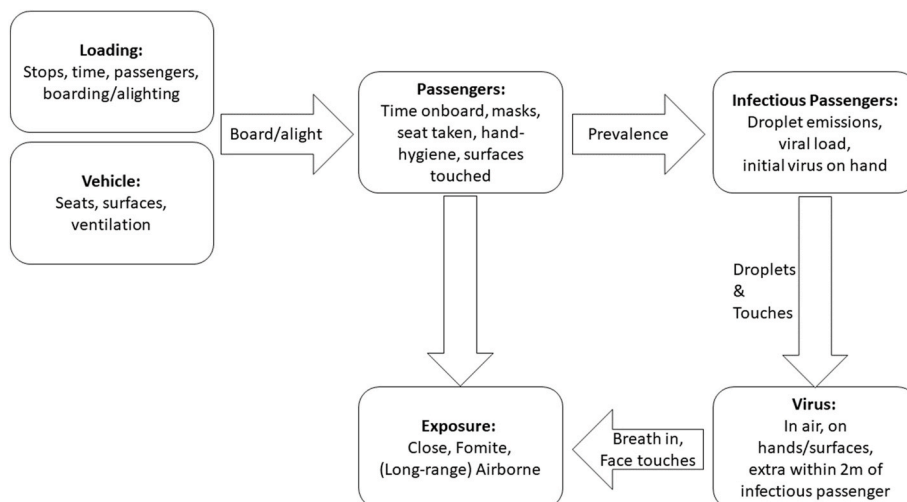 Loading:
Stops, time, passengers,
boarding/alighting
Vehicle:
Seats, surfaces,
ventilation
Board/alight
Passengers:
Time onboard, masks,
seat taken, hand-
hygiene, surfaces
touched
Prevalence
Infectious Passengers:
Droplet emissions,
viral load,
initial virus on hand
Droplets
&
Touches
Virus:
In air, on
hands/surfaces,
extra within 2m of
infectious passenger
Breath in,
Face touches
Exposure:
Close, Fomite,
(Long-range) Airborne